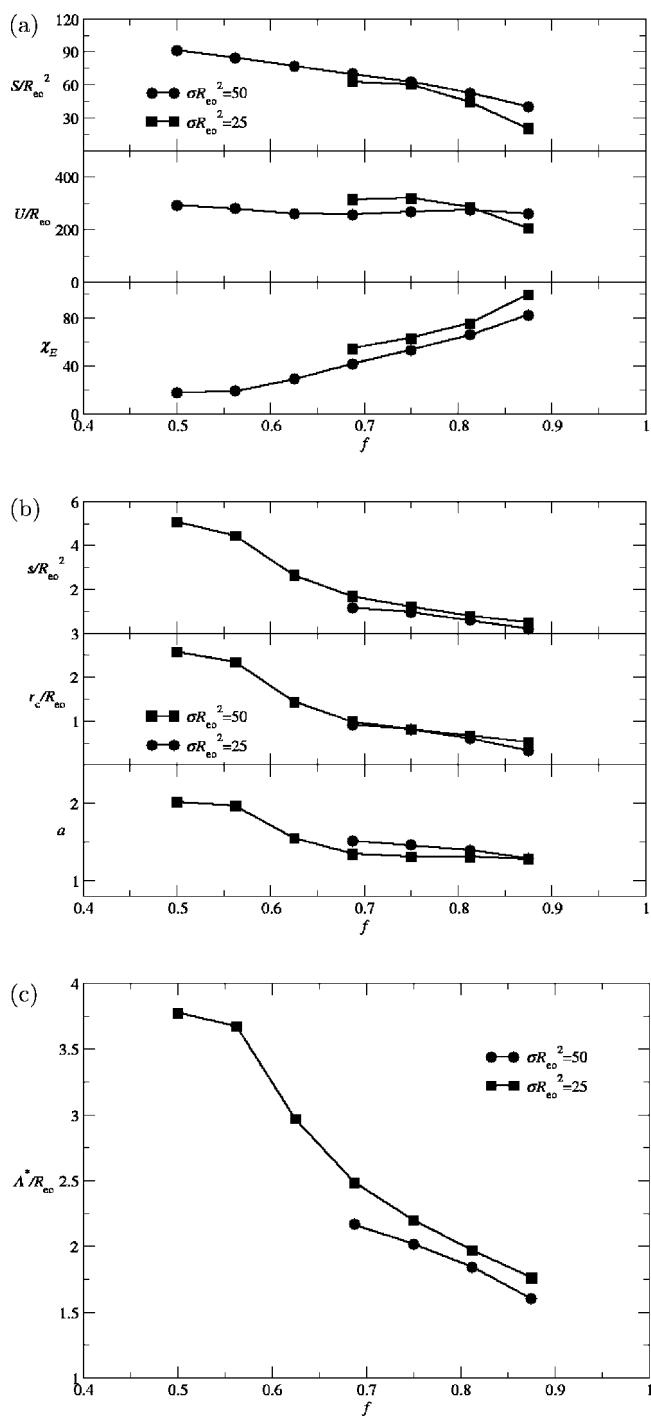 (a)
120
90
60
30
S/R_eo^2
σR_eo^2=50
σR_eo^2=25
400
200
0
U/R_eo
80
40
0
χ_E
0.4 0.5 0.6 0.7 0.8 0.9 1
f
(b)
6
4
2
s/R_eo^2
3
2
1
r_c/R_eo
σR_eo^2=50
σR_eo^2=25
2
1
a
0.4 0.5 0.6 0.7 0.8 0.9 1
f
(c)
4
3.5
3
2.5
2
1.5
1
Λ*/R_eo
σR_eo^2=50
σR_eo^2=25
0.4 0.5 0.6 0.7 0.8 0.9 1
f